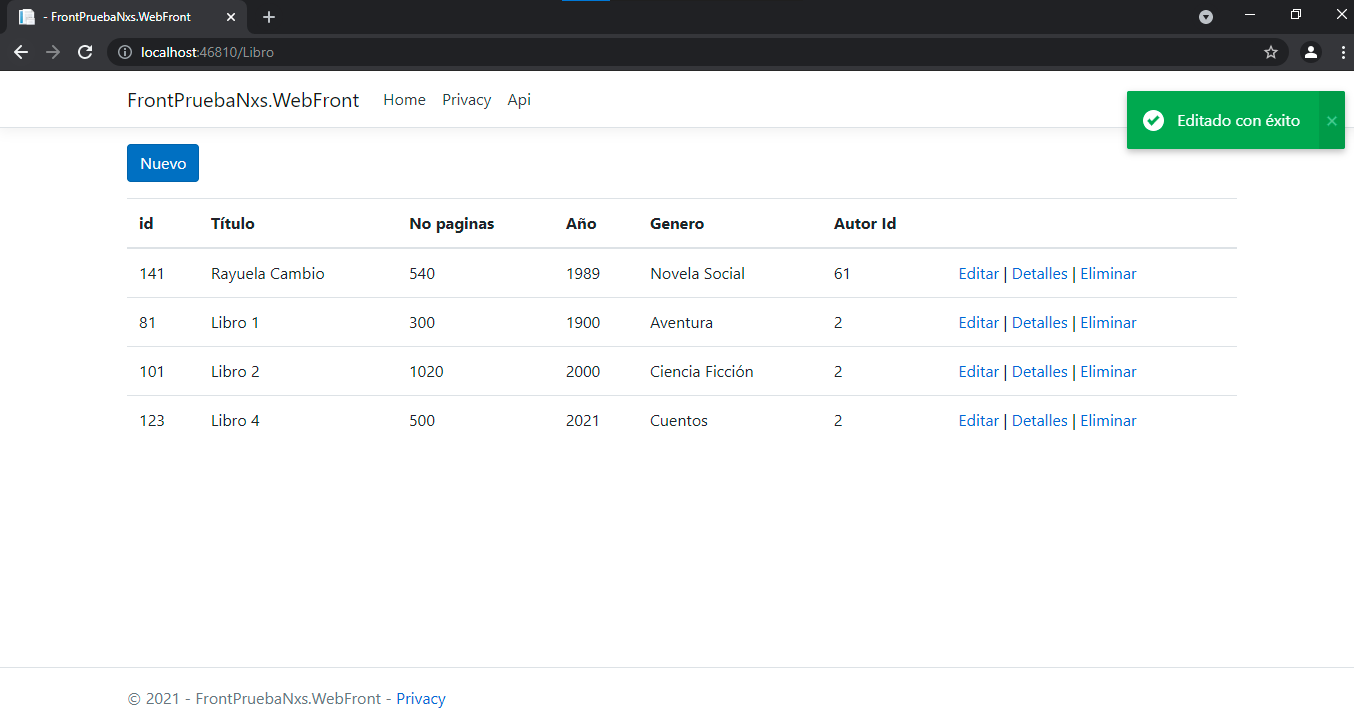 - FrontPruebaNxs.WebFront
localhost:46810/Libro
FrontPruebaNxs.WebFront Home Privacy Api
Editado con éxito
Nuevo
id Título No paginas Año Genero Autor Id
141 Rayuela Cambio 540 1989 Novela Social 61 Editar | Detalles | Eliminar
81 Libro 1 300 1900 Aventura 2 Editar | Detalles | Eliminar
101 Libro 2 1020 2000 Ciencia Ficción 2 Editar | Detalles | Eliminar
123 Libro 4 500 2021 Cuentos 2 Editar | Detalles | Eliminar
© 2021 - FrontPruebaNxs.WebFront - Privacy